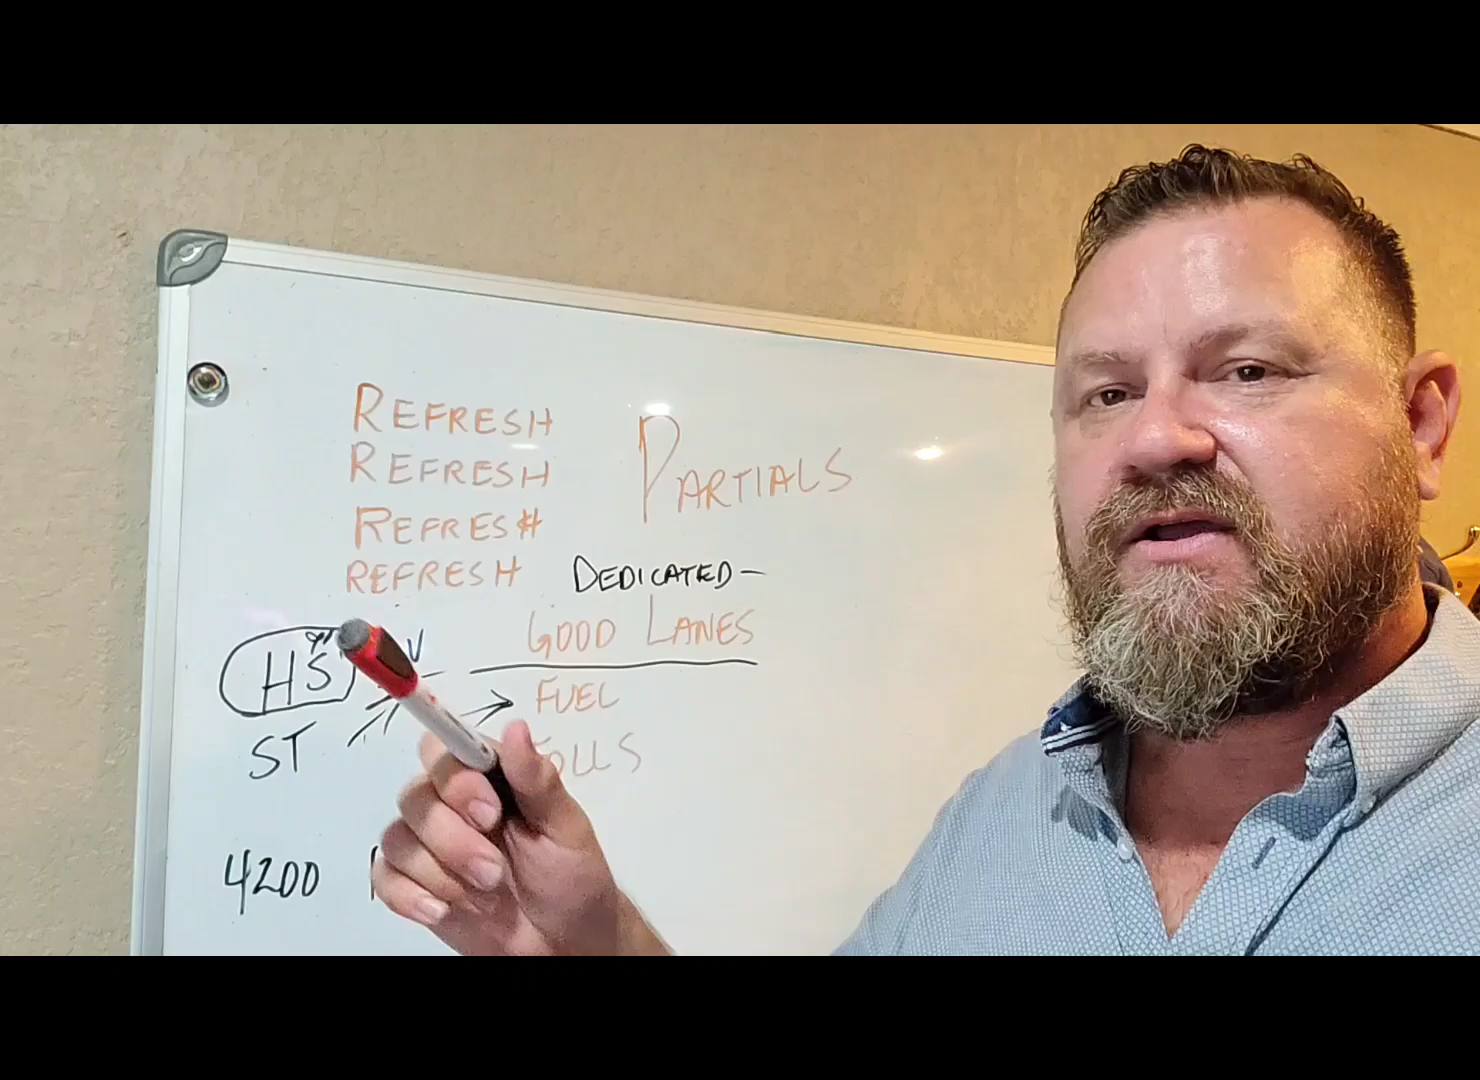 REFRESH
REFRESH
PARTIALS
REFRESH
REFRESH
DEDICATED-
GOOD LANES
HS
V
FUEL
ST
4200